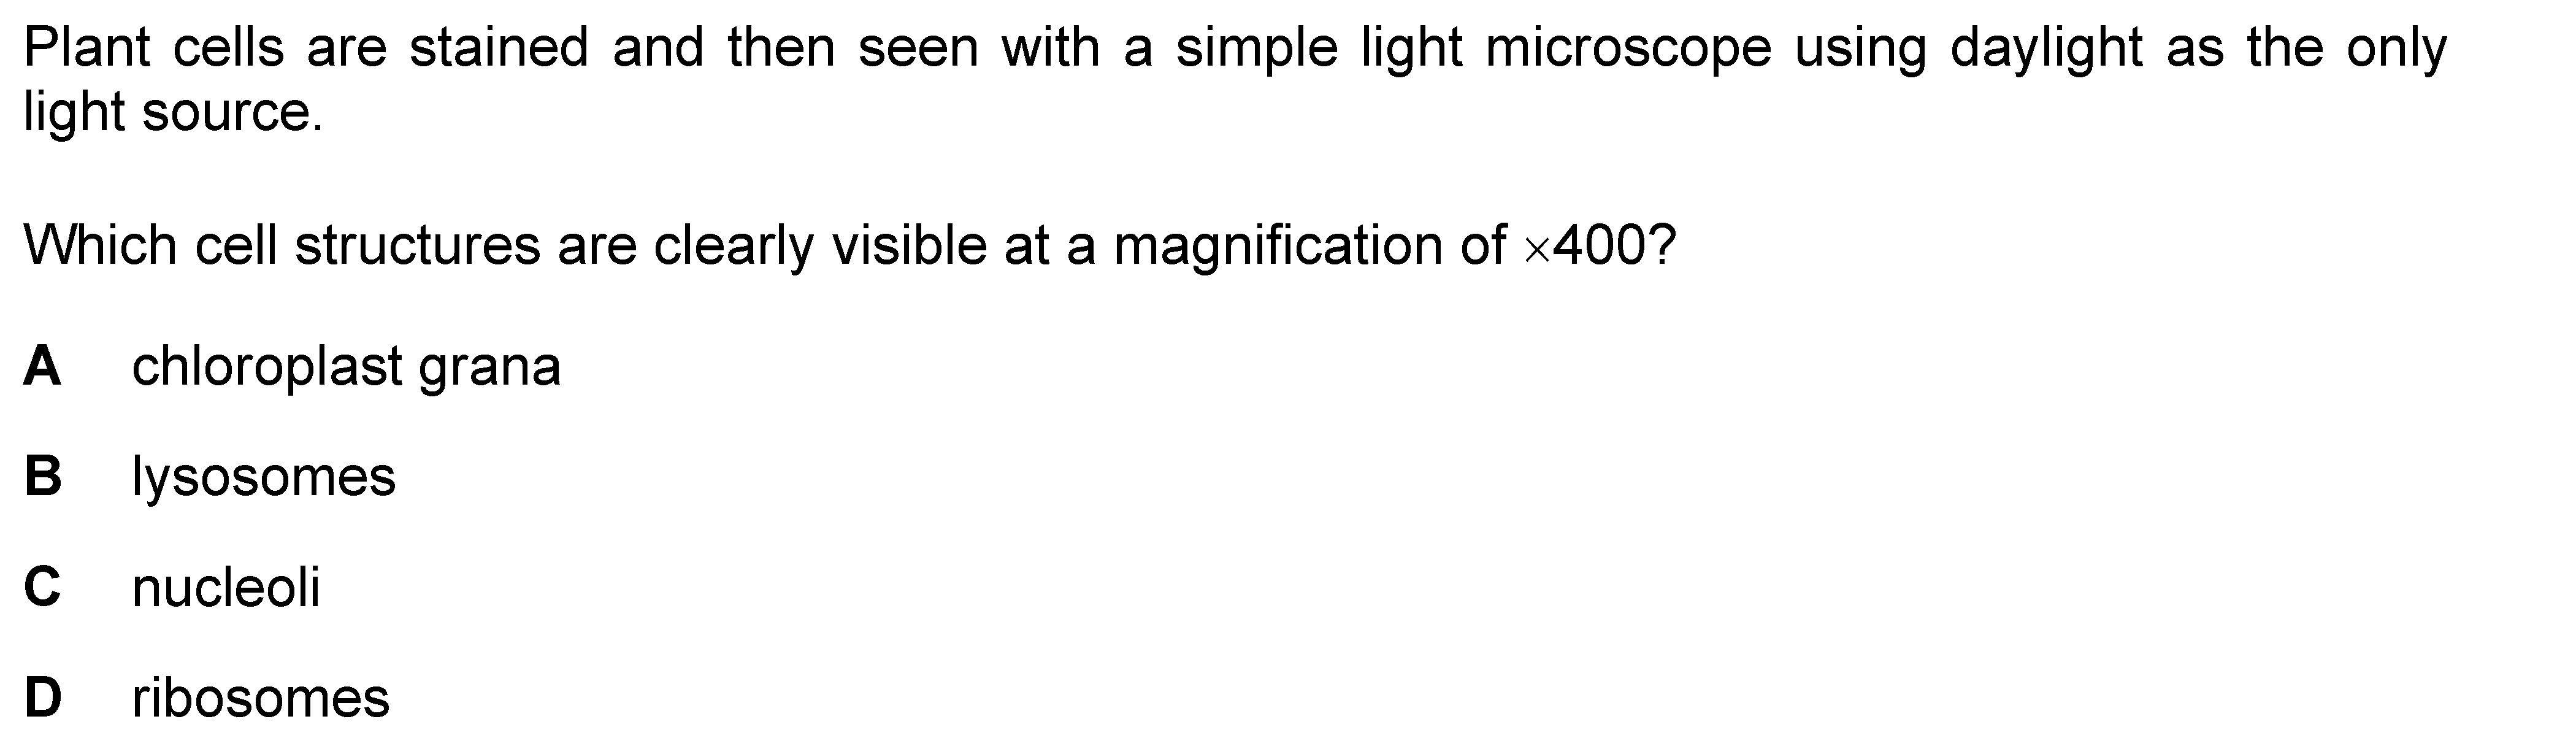 Plant cells are stained and then seen with a simple light microscope using daylight as the only
light source.
Which cell structures are clearly visible at a magnification of ×400?
A chloroplast grana
B lysosomes
C nucleoli
D ribosomes